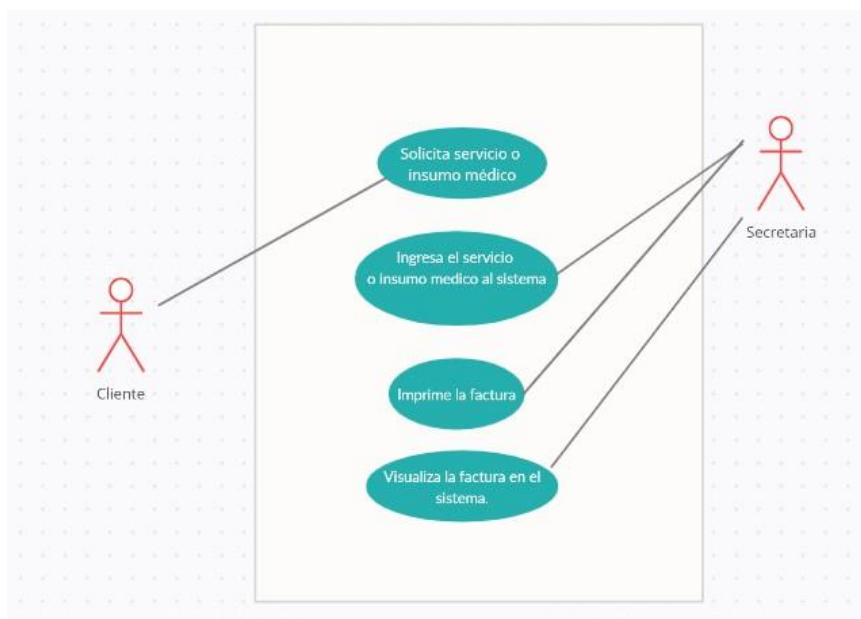 Solicita servicio o
insumo médico
Ingresa el servicio
o insumo medico al sistema
Secretaria
Imprime la factura
Cliente
Visualiza la factura en el
sistema.